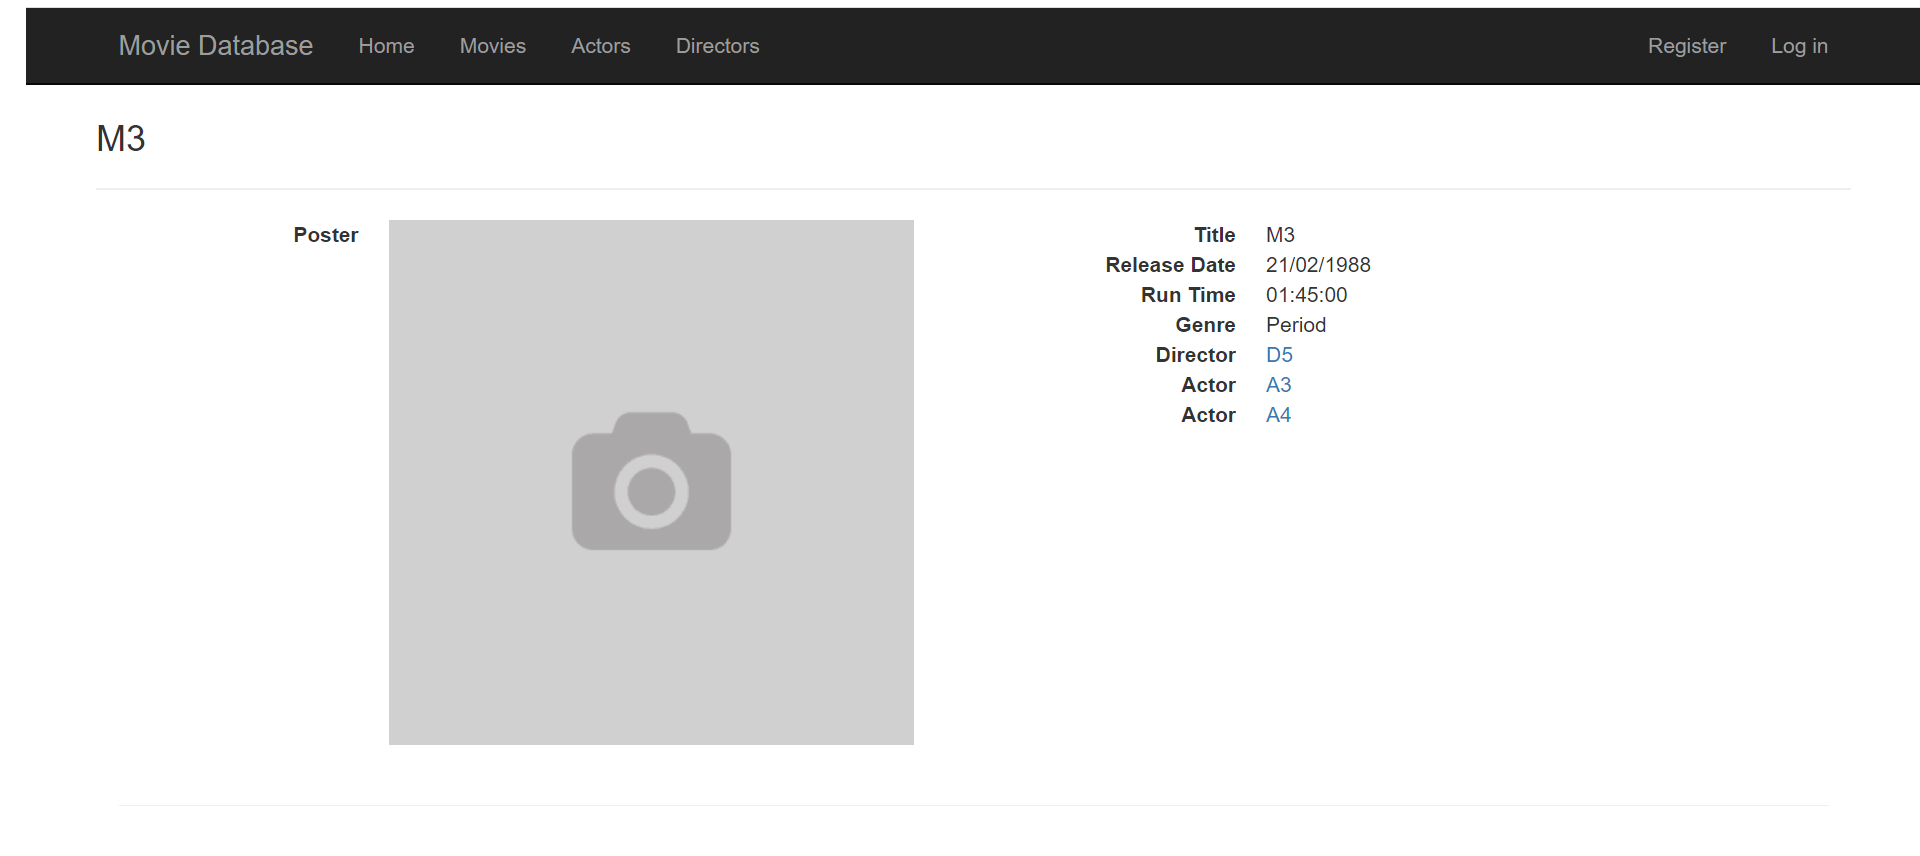 Movie Database Home Movies Actors Directors Register Log in
M3
Poster
Title M3
Release Date 21/02/1988
Run Time 01:45:00
Genre Period
Director D5
Actor A3
Actor A4